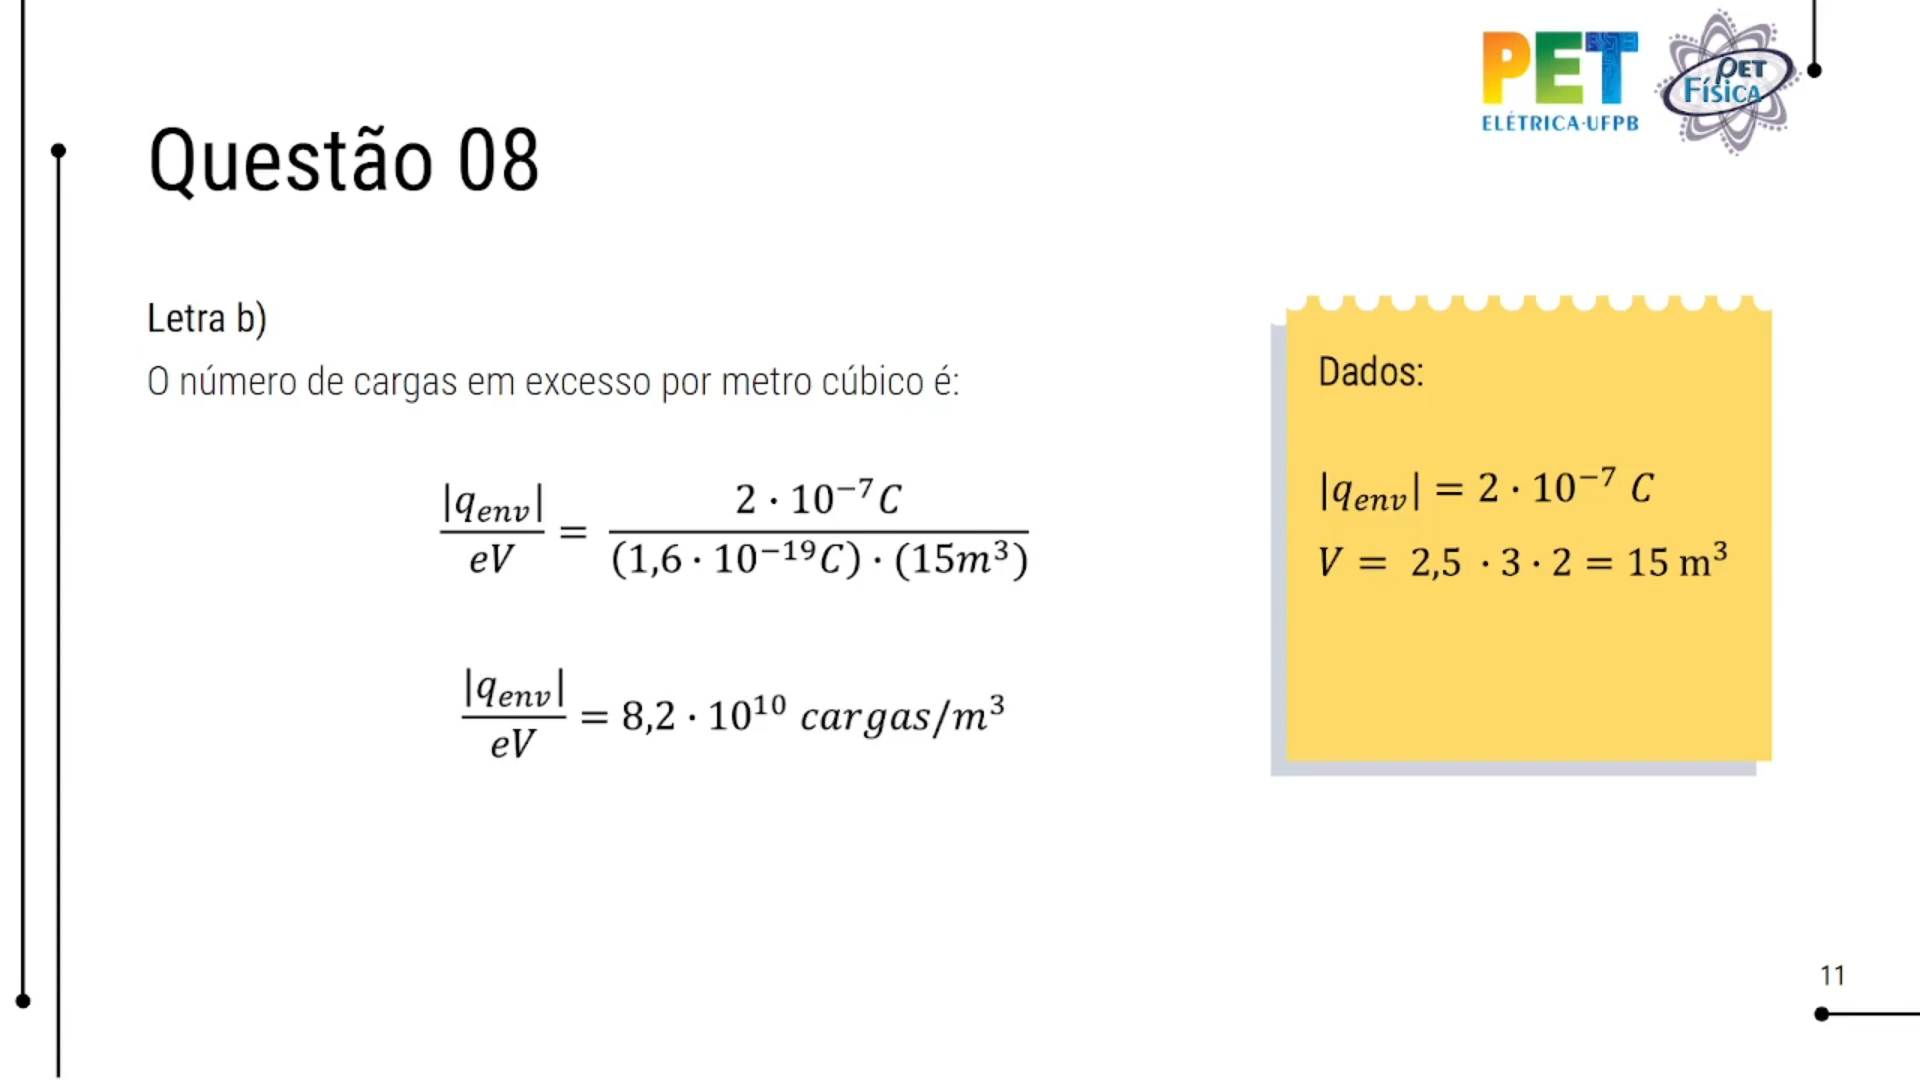 PET
ELÉTRICA·UFPB
PET
FÍSICA
Questão 08
Letra b)
O número de cargas em excesso por metro cúbico é:
|q_env|/eV = 2 · 10^−7 C/(1,6 · 10^−19 C) · (15m^3)
|q_env|/eV = 8,2 · 10^10 cargas/m^3
Dados:
|q_env| = 2 · 10^−7 C
V = 2,5 · 3 · 2 = 15 m^3
11